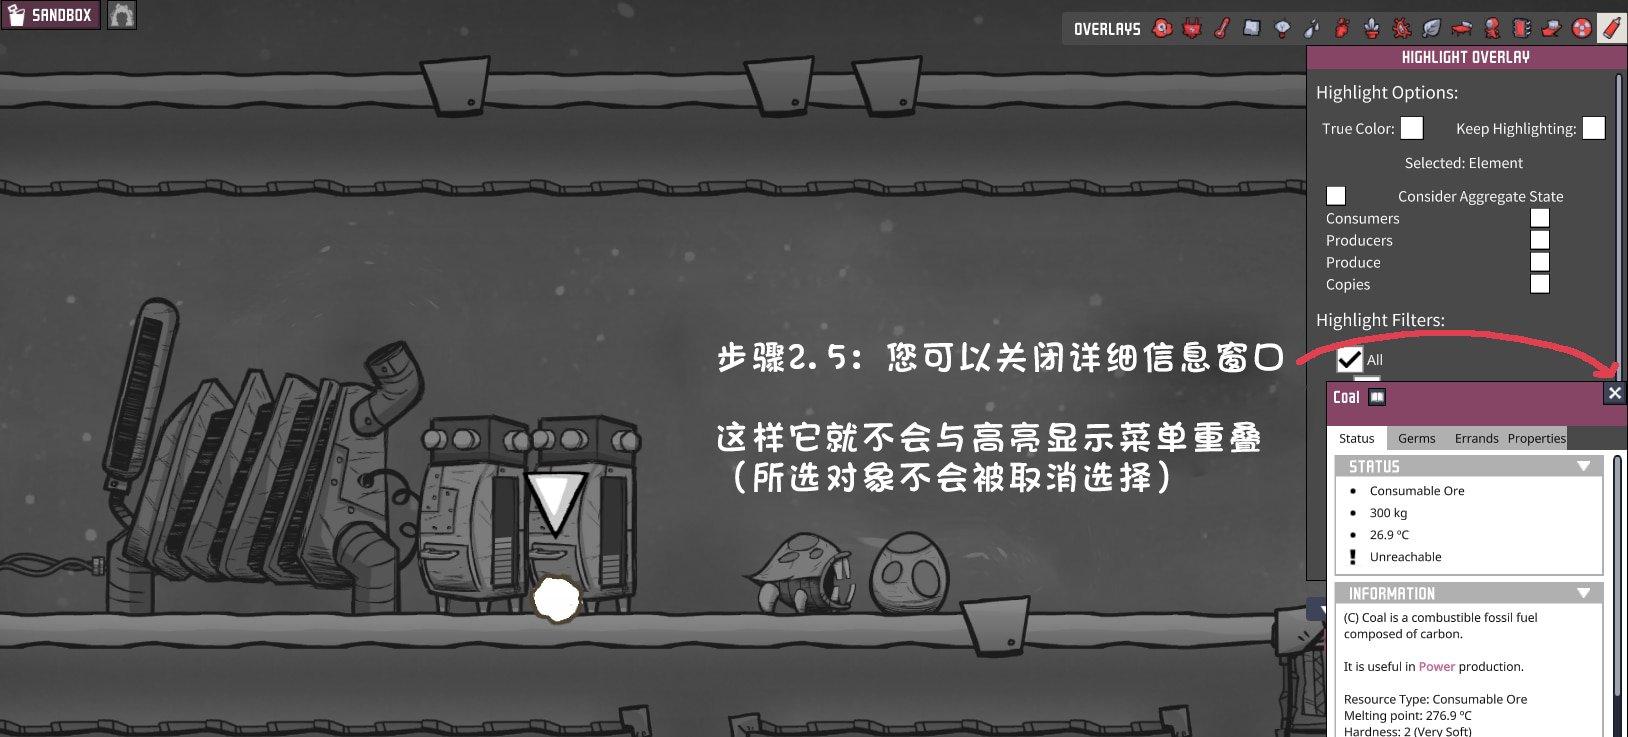 SANDBOX
OVERLAYS
HIGHLIGHT OVERLAY
Highlight Options:
True Color:
Keep Highlighting:
Selected: Element
Consider Aggregate State
Consumers
Producers
Produce
Copies
Highlight Filters:
All
步骤2.5: 您可以关闭详细信息窗口
这样它就不会与高亮显示菜单重叠
（所选对象不会被取消选择）
Coal
Status Germs Errands Properties
STATUS
• Consumable Ore
• 300 kg
• 26.9 ºC
! Unreachable
INFORMATION
(C) Coal is a combustible fossil fuel
composed of carbon.
It is useful in Power production.
Resource Type: Consumable Ore
Melting point: 276.9 ºC
Hardness: 2 (Very Soft)